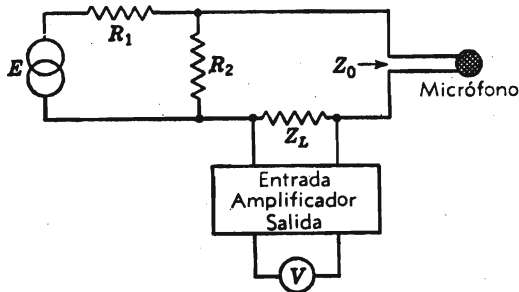 R1
E
R2
Z0
Micrófono
ZL
Entrada
Amplificador
Salida
V